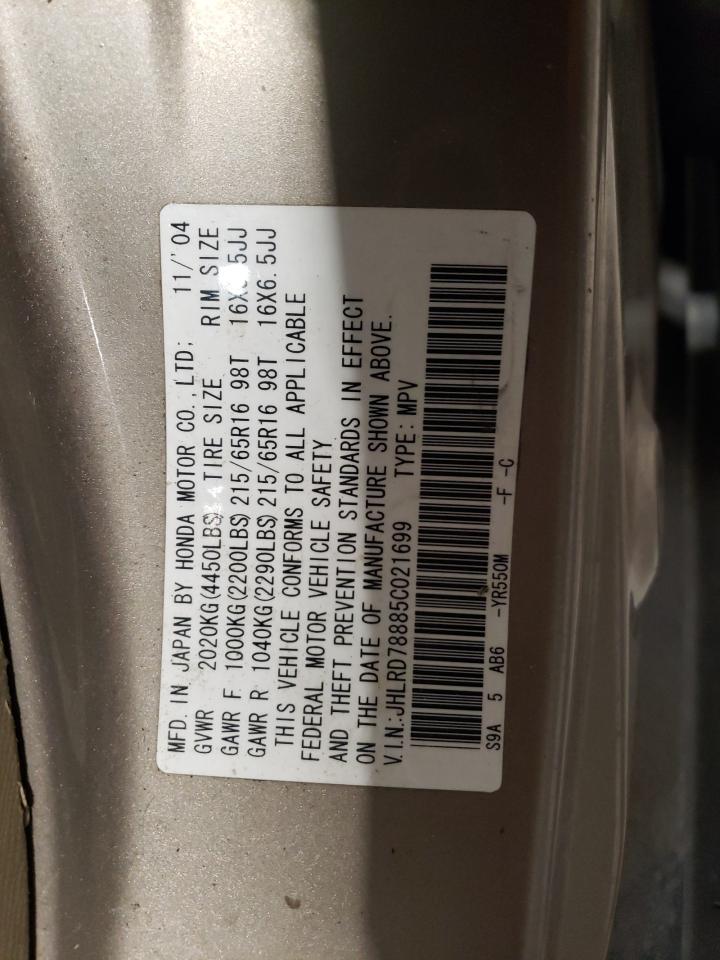 MFD. IN JAPAN BY HONDA MOTOR CO., LTD; 11/'04
GVWR 2020KG(4450LBS) TIRE SIZE RIM SIZE
GAWR F 1000KG(2200LBS) 215/65R16 98T
GAWR R 1040KG(2290LBS) 215/65R16 98T 16X6.5JJ
THIS VEHICLE CONFORMS TO ALL APPLICABLE
FEDERAL MOTOR VEHICLE SAFETY
AND THEFT PREVENTION STANDARDS IN EFFECT
ON THE DATE OF MANUFACTURE SHOWN ABOVE.
V.I.N.:JHLRD78885C021699 TYPE: MPV
S9A 5 AB6 -YR550M -F -C